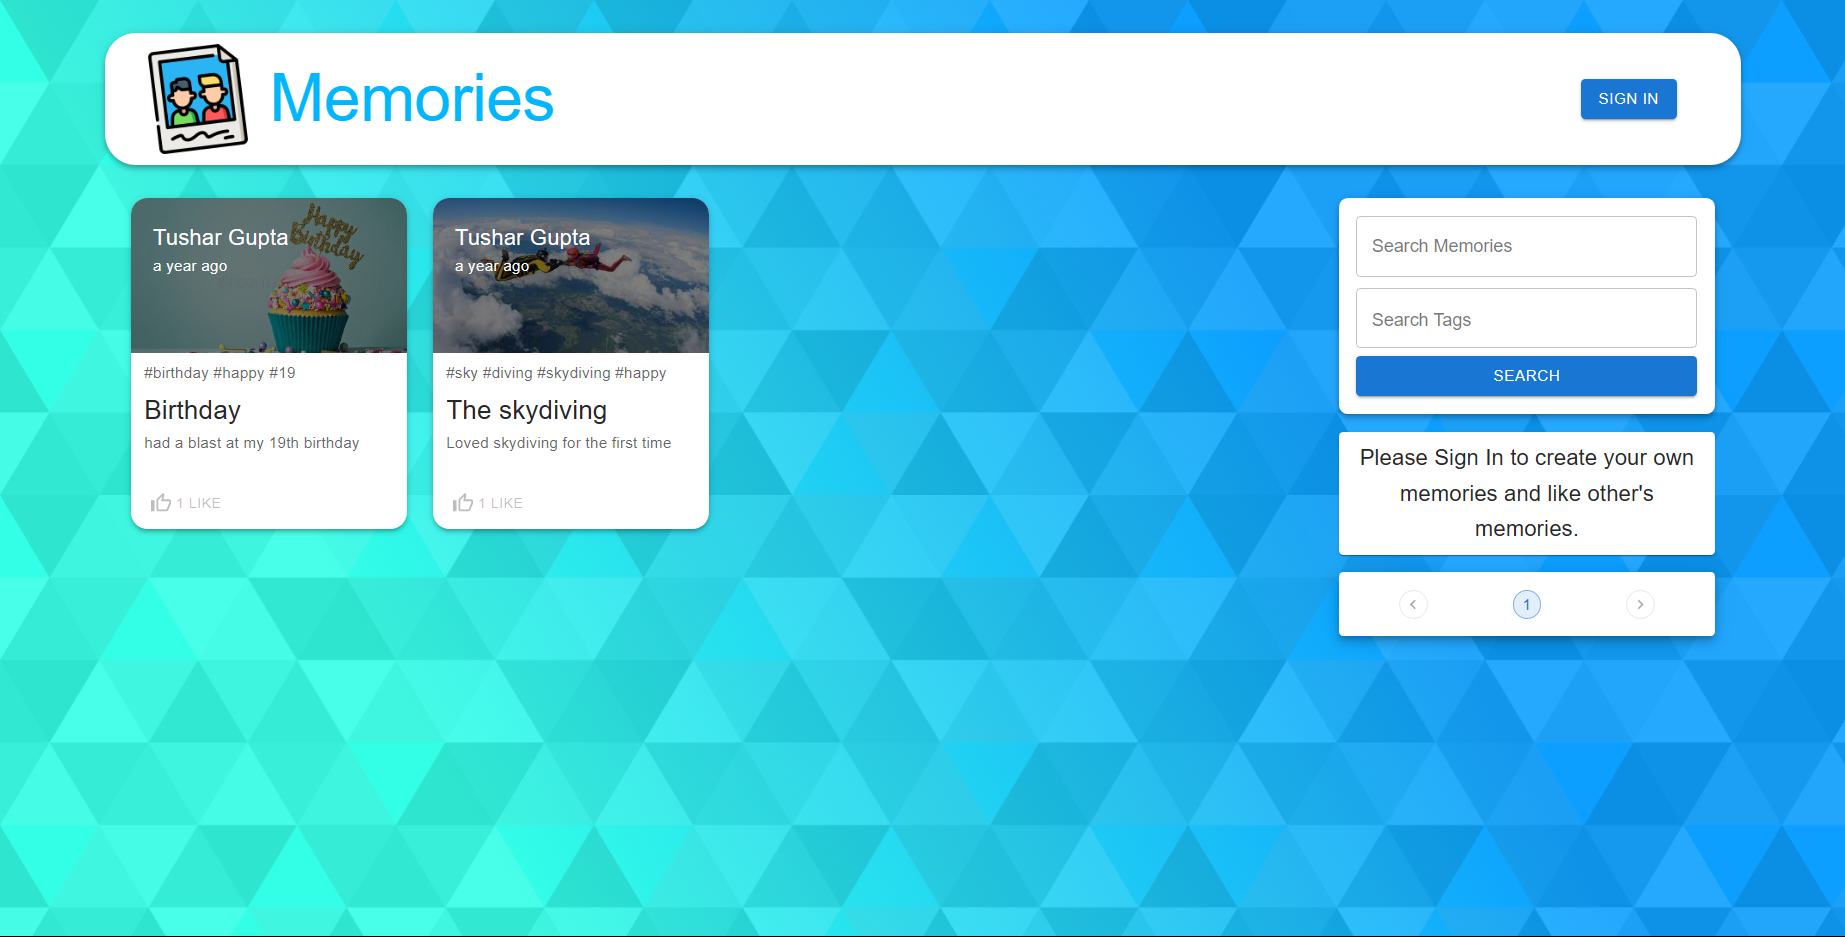 Memories
SIGN IN
Tushar Gupta
a year ago
Happy
Birthday
#birthday #happy #19
Birthday
had a blast at my 19th birthday
1 LIKE
Tushar Gupta
a year ago
#sky #diving #skydiving #happy
The skydiving
Loved skydiving for the first time
1 LIKE
Search Memories
Search Tags
SEARCH
Please Sign In to create your own
memories and like other's
memories.
1